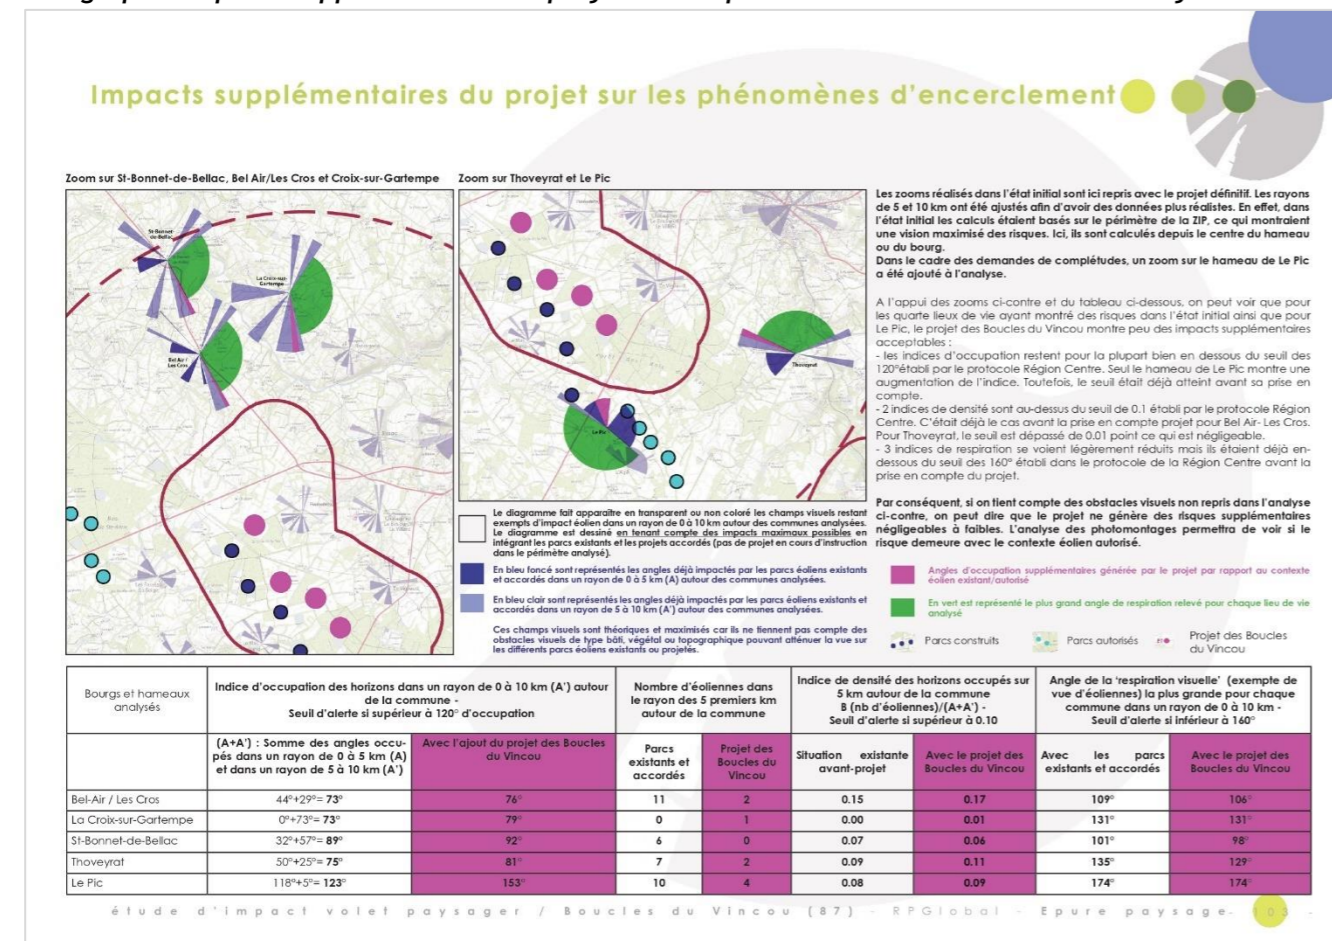 Impacts supplémentaires du projet sur les phénomènes d'encerclement
Zoom sur St-Bonnet-de-Bellac, Bel Air/Les Cros et Croix-sur-Gartempe
Zoom sur Thoveyrat et Le Pic
St-Bonnet-
de-Bellac
La Croix-sur-
Gartempe
Bel Air /
Les Cros
Thoveyrat
Le Pic
Les zooms réalisés dans l'état initial sont ici repris avec le projet définitif. Les rayons
de 5 et 10 km ont été ajustés afin d'avoir des données plus réalistes. En effet, dans
l'état initial les calculs étaient basés sur le périmètre de la ZIP, ce qui montraient
une vision maximisé des risques. Ici, ils sont calculés depuis le centre du hameau
ou du bourg.
Dans le cadre des demandes de complétudes, un zoom sur le hameau de Le Pic
a été ajouté à l'analyse.
A l'appui des zooms ci-contre et du tableau ci-dessous, on peut voir que pour
les quarte lieux de vie ayant montré des risques dans l'état initial ainsi que pour
Le Pic, le projet des Boucles du Vincou montre peu des impacts supplémentaires
acceptables :
- les indices d'occupation restent pour la plupart bien en dessous du seuil des
120°établi par le protocole Région Centre. Seul le hameau de Le Pic montre une
augmentation de l'indice. Toutefois, le seuil était déjà atteint avant sa prise en
compte.
- 2 indices de densité sont au-dessus du seuil de 0.1 établi par le protocole Région
Centre. C'était déjà le cas avant la prise en compte projet pour Bel Air- Les Cros.
Pour Thoveyrat, le seuil est dépassé de 0.01 point ce qui est négligeable.
- 3 indices de respiration se voient légèrement réduits mais ils étaient déjà en-
dessous du seuil des 160° établi dans le protocole de la Région Centre avant la
prise en compte du projet.
Par conséquent, si on tient compte des obstacles visuels non repris dans l'analyse
ci-contre, on peut dire que le projet ne génère des risques supplémentaires
négligeables à faibles. L'analyse des photomontages permettra de voir si le
risque demeure avec le contexte éolien autorisé.
Le diagramme fait apparaître en transparent ou non coloré les champs visuels restant
exempts d'impact éolien dans un rayon de 0 à 10 km autour des communes analysées.
Le diagramme est dessiné en tenant compte des impacts maximaux possibles en
intégrant les parcs existants et les projets accordés (pas de projet en cours d'instruction
dans le périmètre analysé).
En bleu foncé sont représentés les angles déjà impactés par les parcs éoliens existants
et accordés dans un rayon de 0 à 5 km (A) autour des communes analysées.
En bleu clair sont représentés les angles déjà impactés par les parcs éoliens existants et
accordés dans un rayon de 5 à 10 km (A') autour des communes analysées.
Ces champs visuels sont théoriques et maximisés car ils ne tiennent pas compte des
obstacles visuels de type bâti, végétal ou topographique pouvant atténuer la vue sur
les différents parcs éoliens existants ou projetés.
Angles d'occupation supplémentaires générée par le projet par rapport au contexte
éolien existant/autorisé
En vert est représenté le plus grand angle de respiration relevé pour chaque lieu de vie
analysé
Parcs construits
Parcs autorisés
Projet des Boucles
du Vincou
Bourgs et hameaux
analysés
Indice d'occupation des horizons dans un rayon de 0 à 10 km (A') autour
de la commune -
Seuil d'alerte si supérieur à 120° d'occupation
Nombre d'éoliennes dans
le rayon des 5 premiers km
autour de la commune
Indice de densité des horizons occupés sur
5 km autour de la commune
B (nb d'éoliennes)/(A+A') -
Seuil d'alerte si supérieur à 0.10
Angle de la 'respiration visuelle' (exempte de
vue d'éoliennes) la plus grande pour chaque
commune dans un rayon de 0 à 10 km -
Seuil d'alerte si inférieur à 160°
(A+A') : Somme des angles occu-
pés dans un rayon de 0 à 5 km (A)
et dans un rayon de 5 à 10 km (A')
Avec l'ajout du projet des Boucles
du Vincou
Parcs
existants et
accordés
Projet des
Boucles du
Vincou
Situation existante
avant-projet
Avec le projet des
Boucles du Vincou
Avec les parcs
existants et accordés
Avec le projet des
Boucles du Vincou
Bel-Air / Les Cros 44°+29°= 73° 76° 11 2 0.15 0.17 109° 106°
La Croix-sur-Gartempe 0°+73°= 73° 79° 0 1 0.00 0.01 131° 131°
St-Bonnet-de-Bellac 32°+57°= 89° 92° 6 0 0.07 0.06 101° 98°
Thoveyrat 50°+25°= 75° 81° 7 2 0.09 0.11 135° 129°
Le Pic 118°+5°= 123° 153° 10 4 0.08 0.09 174° 174°
étude d'impact volet paysager / Boucles du Vincou (87) - RPGlobal - Epure paysage- 103 -